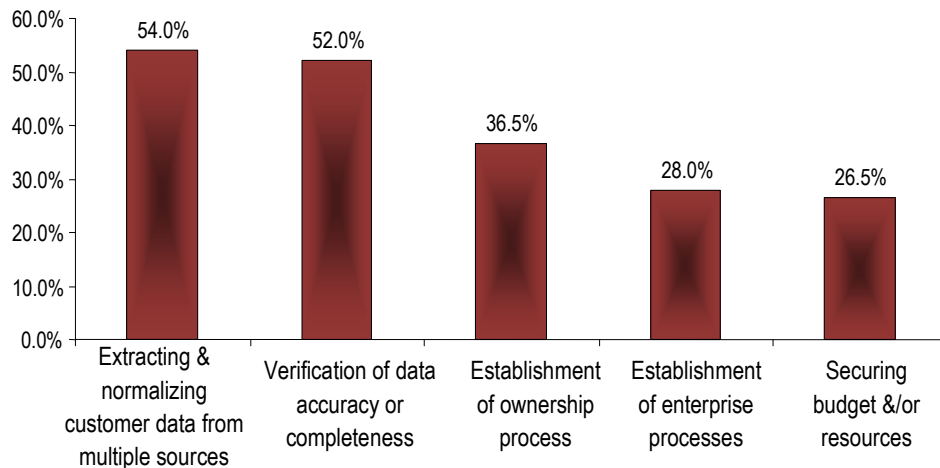 60.0%
50.0%
40.0%
30.0%
20.0%
10.0%
0.0%
54.0%
52.0%
36.5%
28.0%
26.5%
Extracting &
normalizing
customer data from
multiple sources
Verification of data
accuracy or
completeness
Establishment
of ownership
process
Establishment
of enterprise
processes
Securing
budget &/or
resources